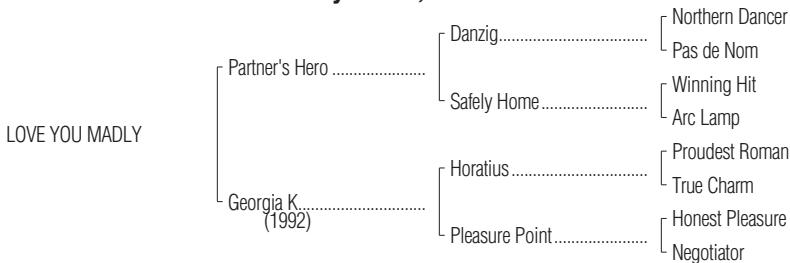 Northern Dancer
Danzig
Pas de Nom
Partner's Hero
Winning Hit
Safely Home
Arc Lamp
LOVE YOU MADLY
Proudest Roman
Horatius
True Charm
Georgia K
(1992)
Honest Pleasure
Pleasure Point
Negotiator